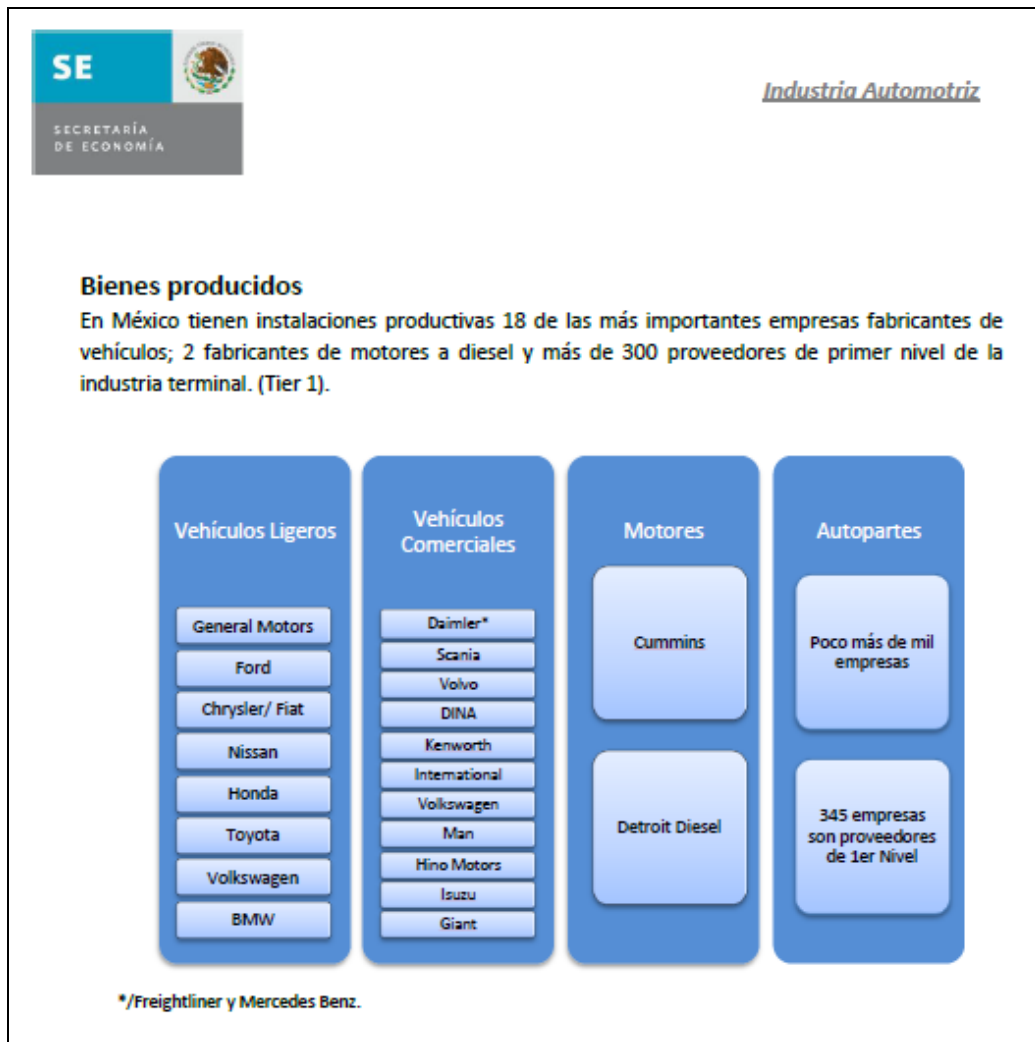 SE
SECRETARÍA
DE ECONOMÍA
Industria Automotriz
Bienes producidos
En México tienen instalaciones productivas 18 de las más importantes empresas fabricantes de
vehículos; 2 fabricantes de motores a diesel y más de 300 proveedores de primer nivel de la
industria terminal. (Tier 1).
Vehículos Ligeros
General Motors
Ford
Chrysler/ Fiat
Nissan
Honda
Toyota
Volkswagen
BMW
Vehículos
Comerciales
Daimler*
Scania
Volvo
DINA
Kenworth
International
Volkswagen
Man
Hino Motors
Isuzu
Giant
Motores
Cummins
Detroit Diesel
Autopartes
Poco más de mil
empresas
345 empresas
son proveedores
de 1er Nivel
*/Freightliner y Mercedes Benz.